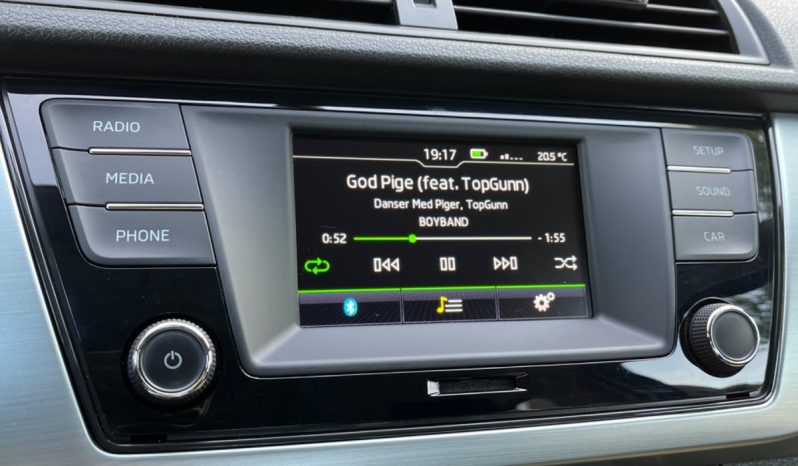 RADIO
MEDIA
PHONE
19:17
20.5 °C
God Pige (feat. TopGunn)
Danser Med Piger, TopGunn
BOYBAND
0:52
- 1:55
SETUP
SOUND
CAR